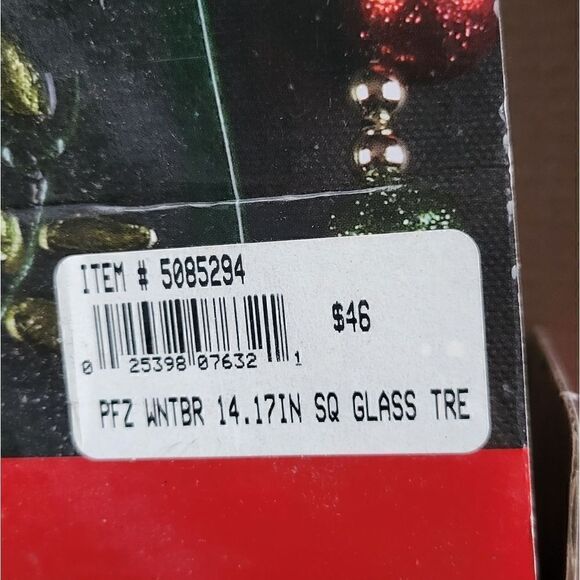 ITEM # 5085294
$46
0 25398 07632 1
PFZ WNTBR 14.17IN SQ GLASS TRE